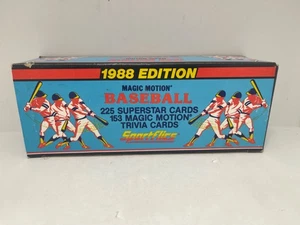 1988 EDITION
MAGIC MOTION
BASEBALL
225 SUPERSTAR CARDS
153 MAGIC MOTION
TRIVIA CARDS
Sportflics